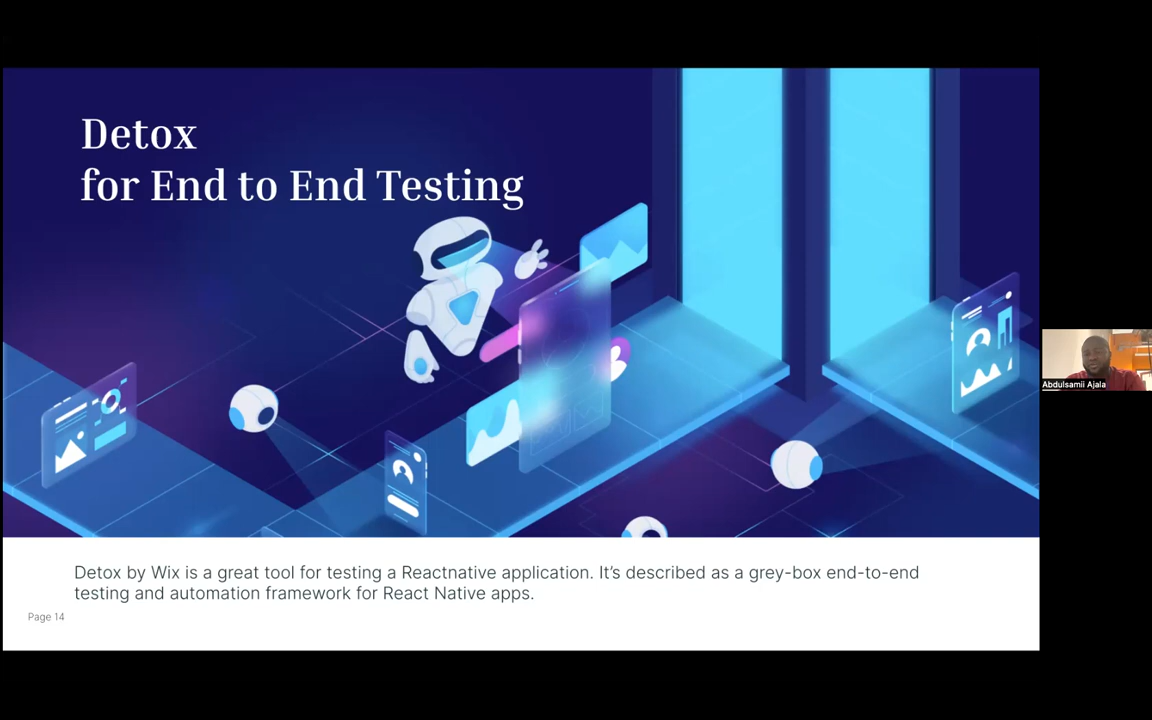 Detox
for End to End Testing
Abdulsamii Ajala
Detox by Wix is a great tool for testing a Reactnative application. It’s described as a grey-box end-to-end
testing and automation framework for React Native apps.
Page 14